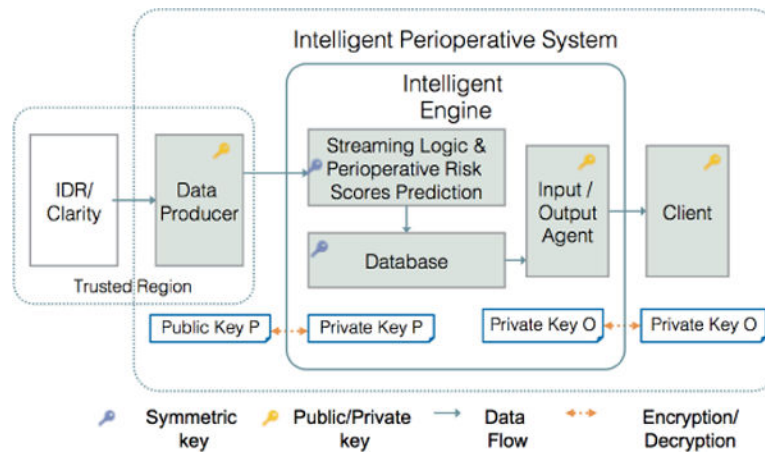 Intelligent Perioperative System
Intelligent
Engine
IDR/
Clarity
Data
Producer
Trusted Region
Streaming Logic &
Perioperative Risk
Scores Prediction
Database
Input /
Output
Agent
Client
Public Key P
Private Key P
Private Key O
Private Key O
Symmetric
key
Public/Private
key
Data
Flow
Encryption/
Decryption